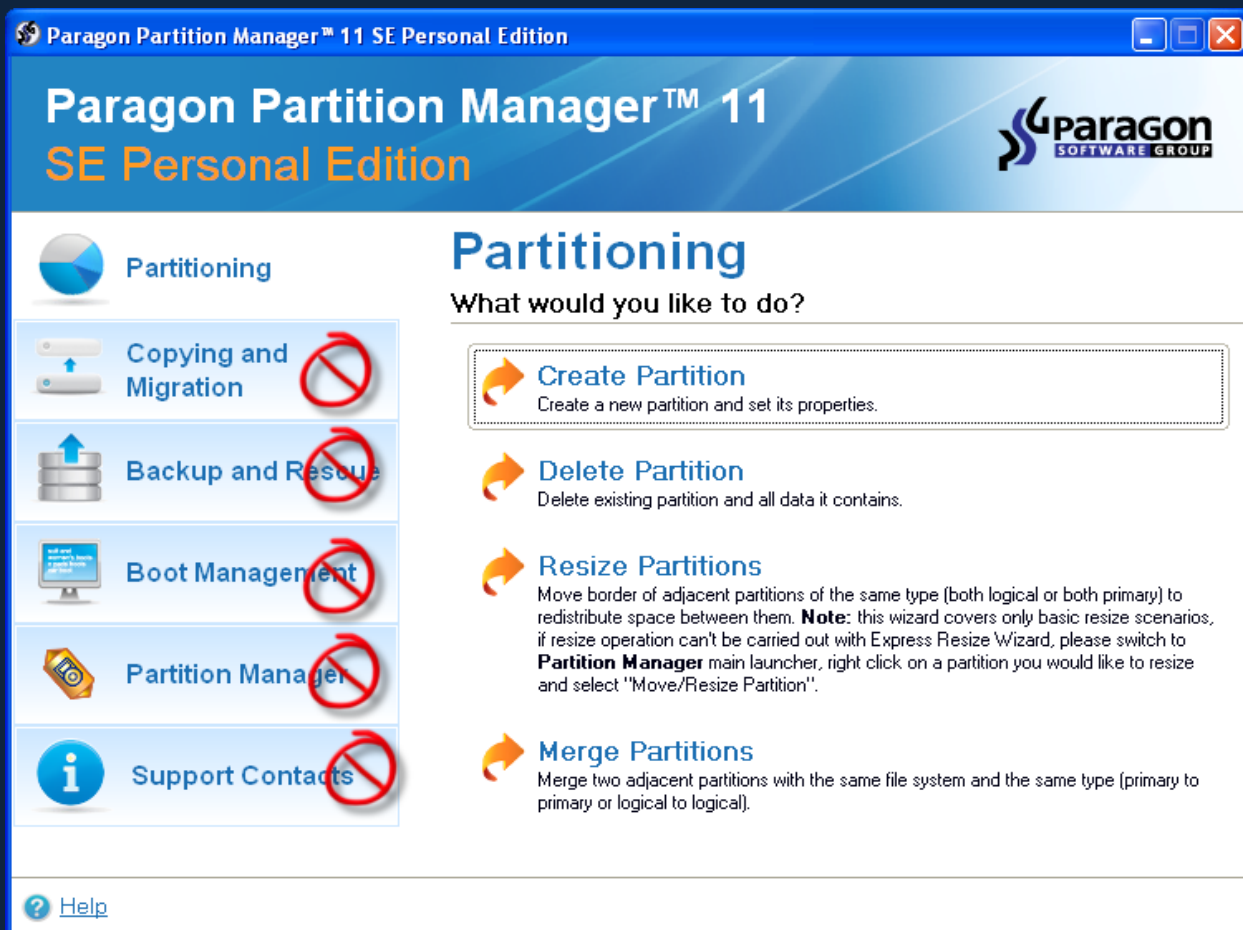 Paragon Partition Manager™ 11 SE Personal Edition
Paragon Partition Manager™ 11
SE Personal Edition
Paragon
SOFTWARE GROUP
Partitioning
Copying and
Migration
Backup and Rescue
Boot Management
Partition Manager
Support Contacts
Partitioning
What would you like to do?
Create Partition
Create a new partition and set its properties.
Delete Partition
Delete existing partition and all data it contains.
Resize Partitions
Move border of adjacent partitions of the same type (both logical or both primary) to
redistribute space between them. Note: this wizard covers only basic resize scenarios,
if resize operation can't be carried out with Express Resize Wizard, please switch to
Partition Manager main launcher, right click on a partition you would like to resize
and select "Move/Resize Partition".
Merge Partitions
Merge two adjacent partitions with the same file system and the same type (primary to
primary or logical to logical).
Help